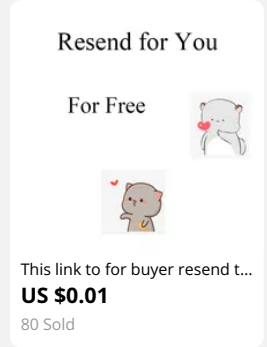 Resend for You
For Free
This link to for buyer resend t...
US $0.01
80 Sold